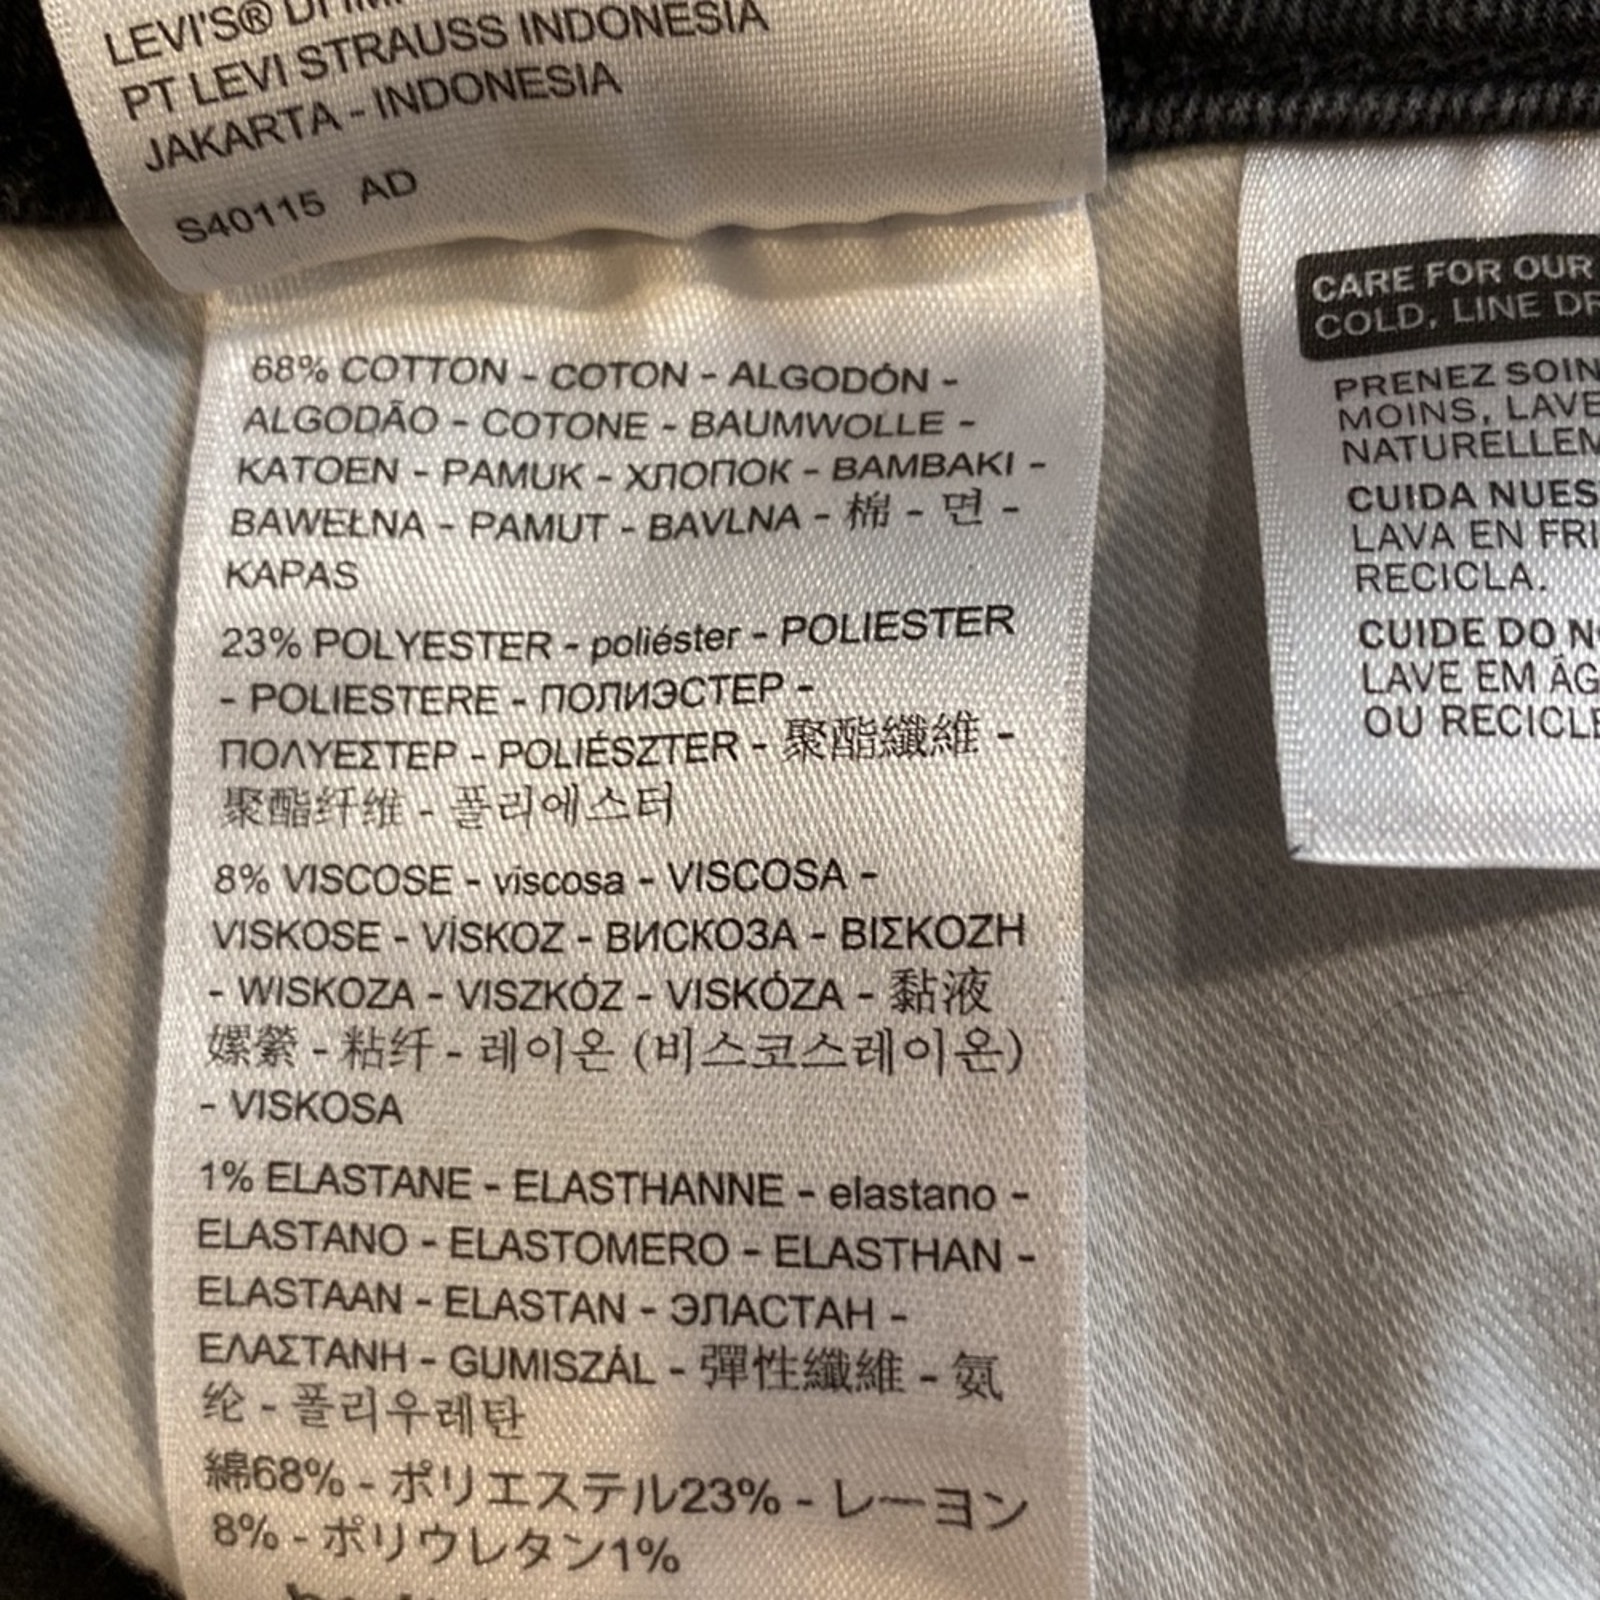 LEVI'S®
PT LEVI STRAUSS INDONESIA
JAKARTA - INDONESIA
S40115 AD
68% COTTON - COTON - ALGODÓN -
ALGODÃO - COTONE - BAUMWOLLE -
KATOEN - PAMUK - ХЛОПОК - BAMBAKI -
BAWEŁNA - PAMUT - BAVLNA - 棉 - 면 -
KAPAS
23% POLYESTER - poliéster - POLIESTER
- POLIESTERE - ПОЛИЭСТЕР -
ΠΟΛΥΕΣΤΕΡ - POLIÉSZTER - 聚酯纖維 -
聚酯纤维 - 폴리에스터
8% VISCOSE - viscosa - VISCOSA -
VISKOSE - VİSKOZ - ВИСКОЗА - ΒΙΣΚΟΖΗ
- WISKOZA - VISZKÓZ - VISKÓZA - 黏液
嫘縈 - 粘纤 - 레이온 (비스코스레이온)
- VISKOSA
1% ELASTANE - ELASTHANNE - elastano -
ELASTANO - ELASTOMERO - ELASTHAN -
ELASTAAN - ELASTAN - ЭЛАСТАН -
ΕΛΑΣΤΑΝΗ - GUMISZÁL - 彈性纖維 - 氨
纶 - 폴리우레탄
綿68% - ポリエステル23% - レーヨン
8% - ポリウレタン1%
CARE FOR OUR
COLD, LINE
PRENEZ SOIN
MOINS, LAVE
NATURELLEM
CUIDA NUES
LAVA EN FRI
RECICLA.
CUIDE DO
LAVE EM ÁG
OU RECICLE